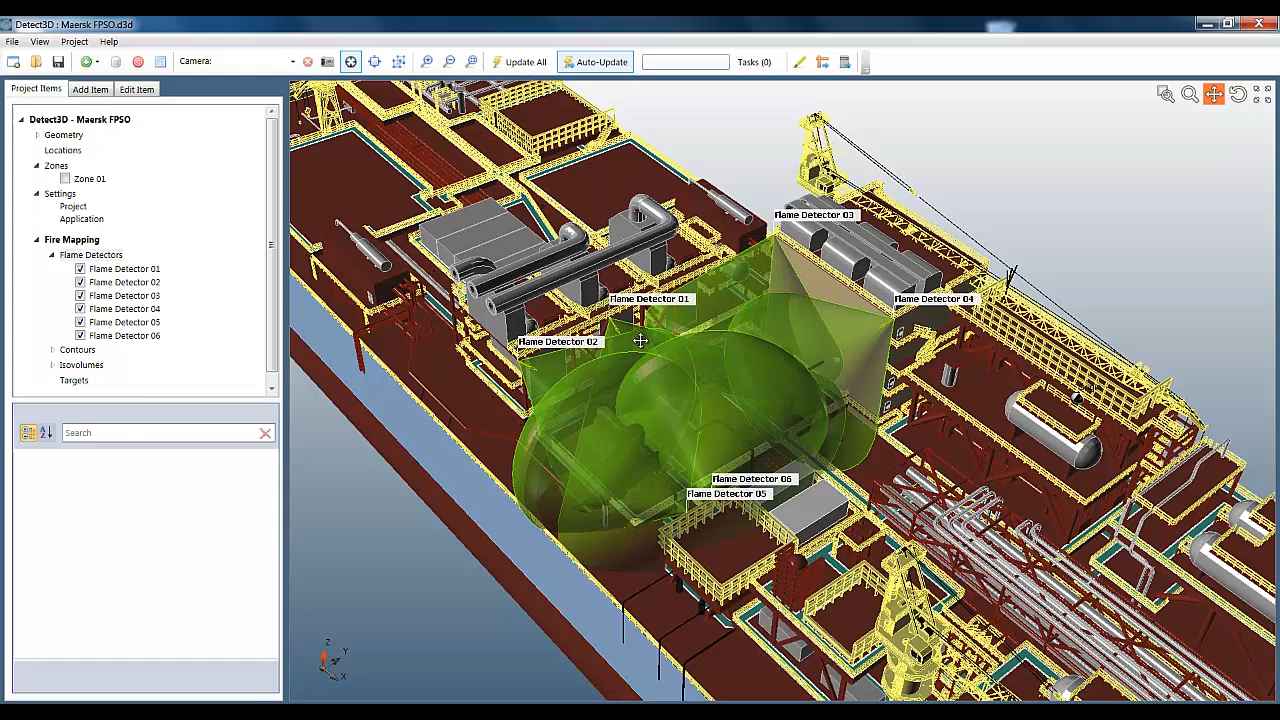 Detect3D : Maersk FPSO.d3d
File View Project Help
Camera: Update All Auto-Update Tasks (0)
Project Items Add Item Edit Item
Detect3D - Maersk FPSO
Geometry
Locations
Zones
Zone 01
Settings
Project
Application
Fire Mapping
Flame Detectors
Flame Detector 01
Flame Detector 02
Flame Detector 03
Flame Detector 04
Flame Detector 05
Flame Detector 06
Contours
Isovolumes
Targets
Search
Flame Detector 03
Flame Detector 01
Flame Detector 04
Flame Detector 02
Flame Detector 06
Flame Detector 05
Z
Y
X